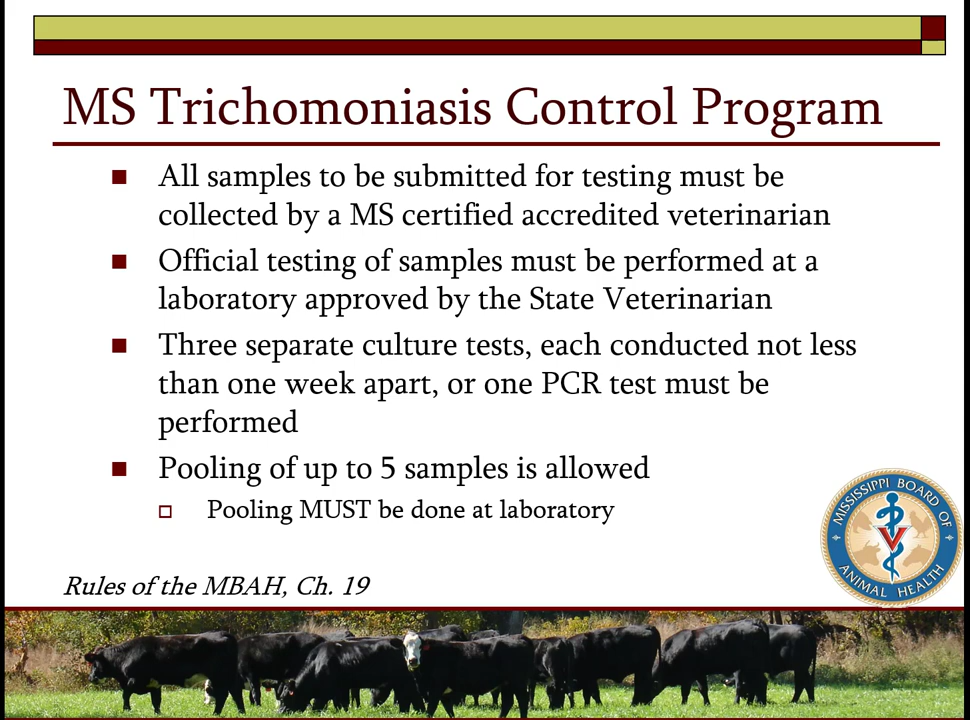 MS Trichomoniasis Control Program
All samples to be submitted for testing must be
collected by a MS certified accredited veterinarian
Official testing of samples must be performed at a
laboratory approved by the State Veterinarian
Three separate culture tests, each conducted not less
than one week apart, or one PCR test must be
performed
Pooling of up to 5 samples is allowed
Pooling MUST be done at laboratory
MISSISSIPPI BOARD OF
ANIMAL HEALTH
V
Rules of the MBAH, Ch. 19